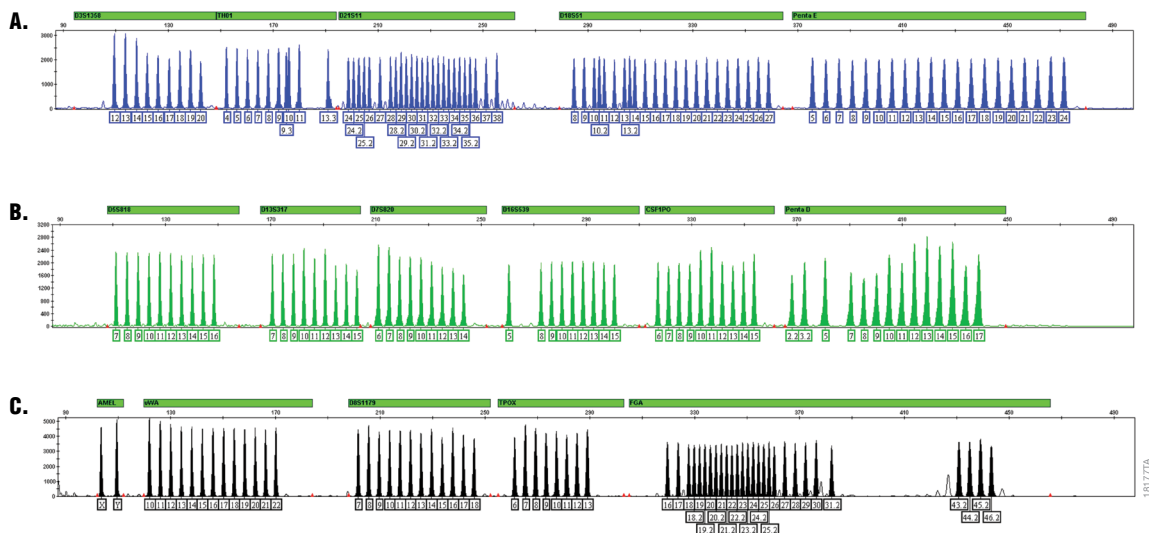 A.
D3S1358 TH01 D21S11 D18S51 Penta E
90 170 210 250 290 330 370 410 450 490
3000
2000
1000
0
12 13 14 15 16 17 18 19 20 4 5 6 7 8 9 10 11 13.3 24 25 26 27 28 29 30 31 32 33 34 35 36 37 38 8 9 10 11 12 13 14 15 16 17 18 19 20 21 22 23 24 25 26 27 5 6 7 8 9 10 11 12 13 14 15 16 17 18 19 20 21 22 23 24
9.3 24.2 28.2 30.2 32.2 34.2 10.2 13.2
25.2 29.2 31.2 33.2 35.2
B.
D5S818 D13S317 D7S820 D16S539 CSF1PO Penta D
90 130 170 210 250 290 330 370 410 450 490
3200
2800
2400
2000
1600
1200
800
400
0
7 8 9 10 11 12 13 14 15 16 7 8 9 10 11 12 13 14 15 6 7 8 9 10 11 12 13 14 5 8 9 10 11 12 13 14 15 6 7 8 9 10 11 12 13 14 15 2.2 3.2 5 7 8 9 10 11 12 13 14 15 16 17
C.
AMEL vWA D8S1179 TPOX FGA
90 130 170 210 250 290 330 370 410 450 490
5000
4000
3000
2000
1000
0
X Y 10 11 12 13 14 15 16 17 18 19 20 21 22 7 8 9 10 11 12 13 14 15 16 17 18 6 7 8 9 10 11 12 13 16 17 18 19 20 21 22 23 24 25 26 27 28 29 30 31.2 43.2 45.2
18.2 20.2 22.2 24.2 44.2 46.2
19.2 21.2 23.2 25.2
18177TA